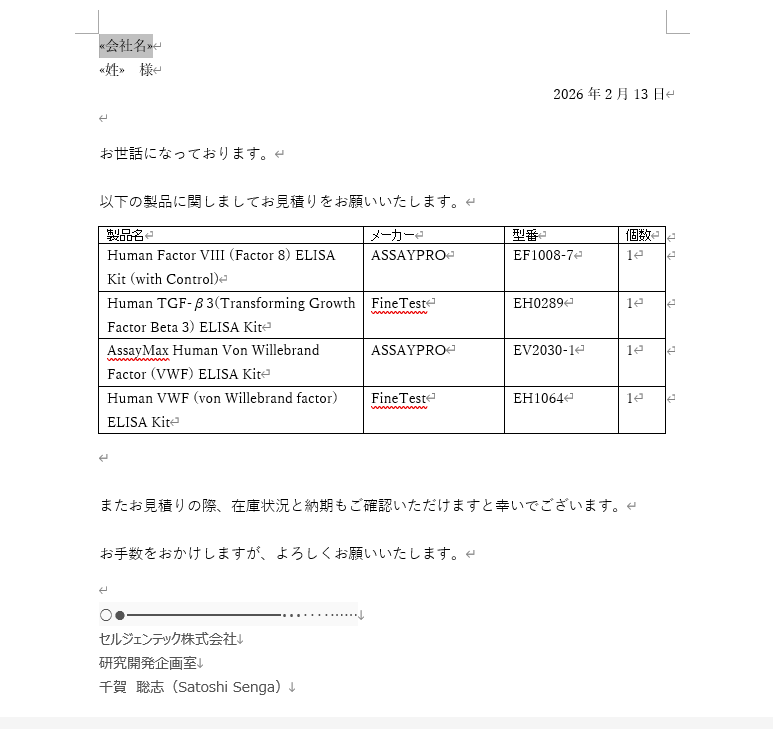 «会社名»
«姓»　様
2026 年 2 月 13 日
お世話になっております。
以下の製品に関しましてお見積りをお願いいたします。
製品名 メーカー 型番 個数
Human Factor VIII (Factor 8) ELISA Kit (with Control) ASSAYPRO EF1008-7 1
Human TGF-β3(Transforming Growth Factor Beta 3) ELISA Kit FineTest EH0289 1
AssayMax Human Von Willebrand Factor (VWF) ELISA Kit ASSAYPRO EV2030-1 1
Human VWF (von Willebrand factor) ELISA Kit FineTest EH1064 1
またお見積りの際、在庫状況と納期もご確認いただけますと幸いでございます。
お手数をおかけしますが、よろしくお願いいたします。
○●━━━━━━━━━━━━━・・・‥‥……
セルジェンテック株式会社
研究開発企画室
千賀 聡志（Satoshi Senga）